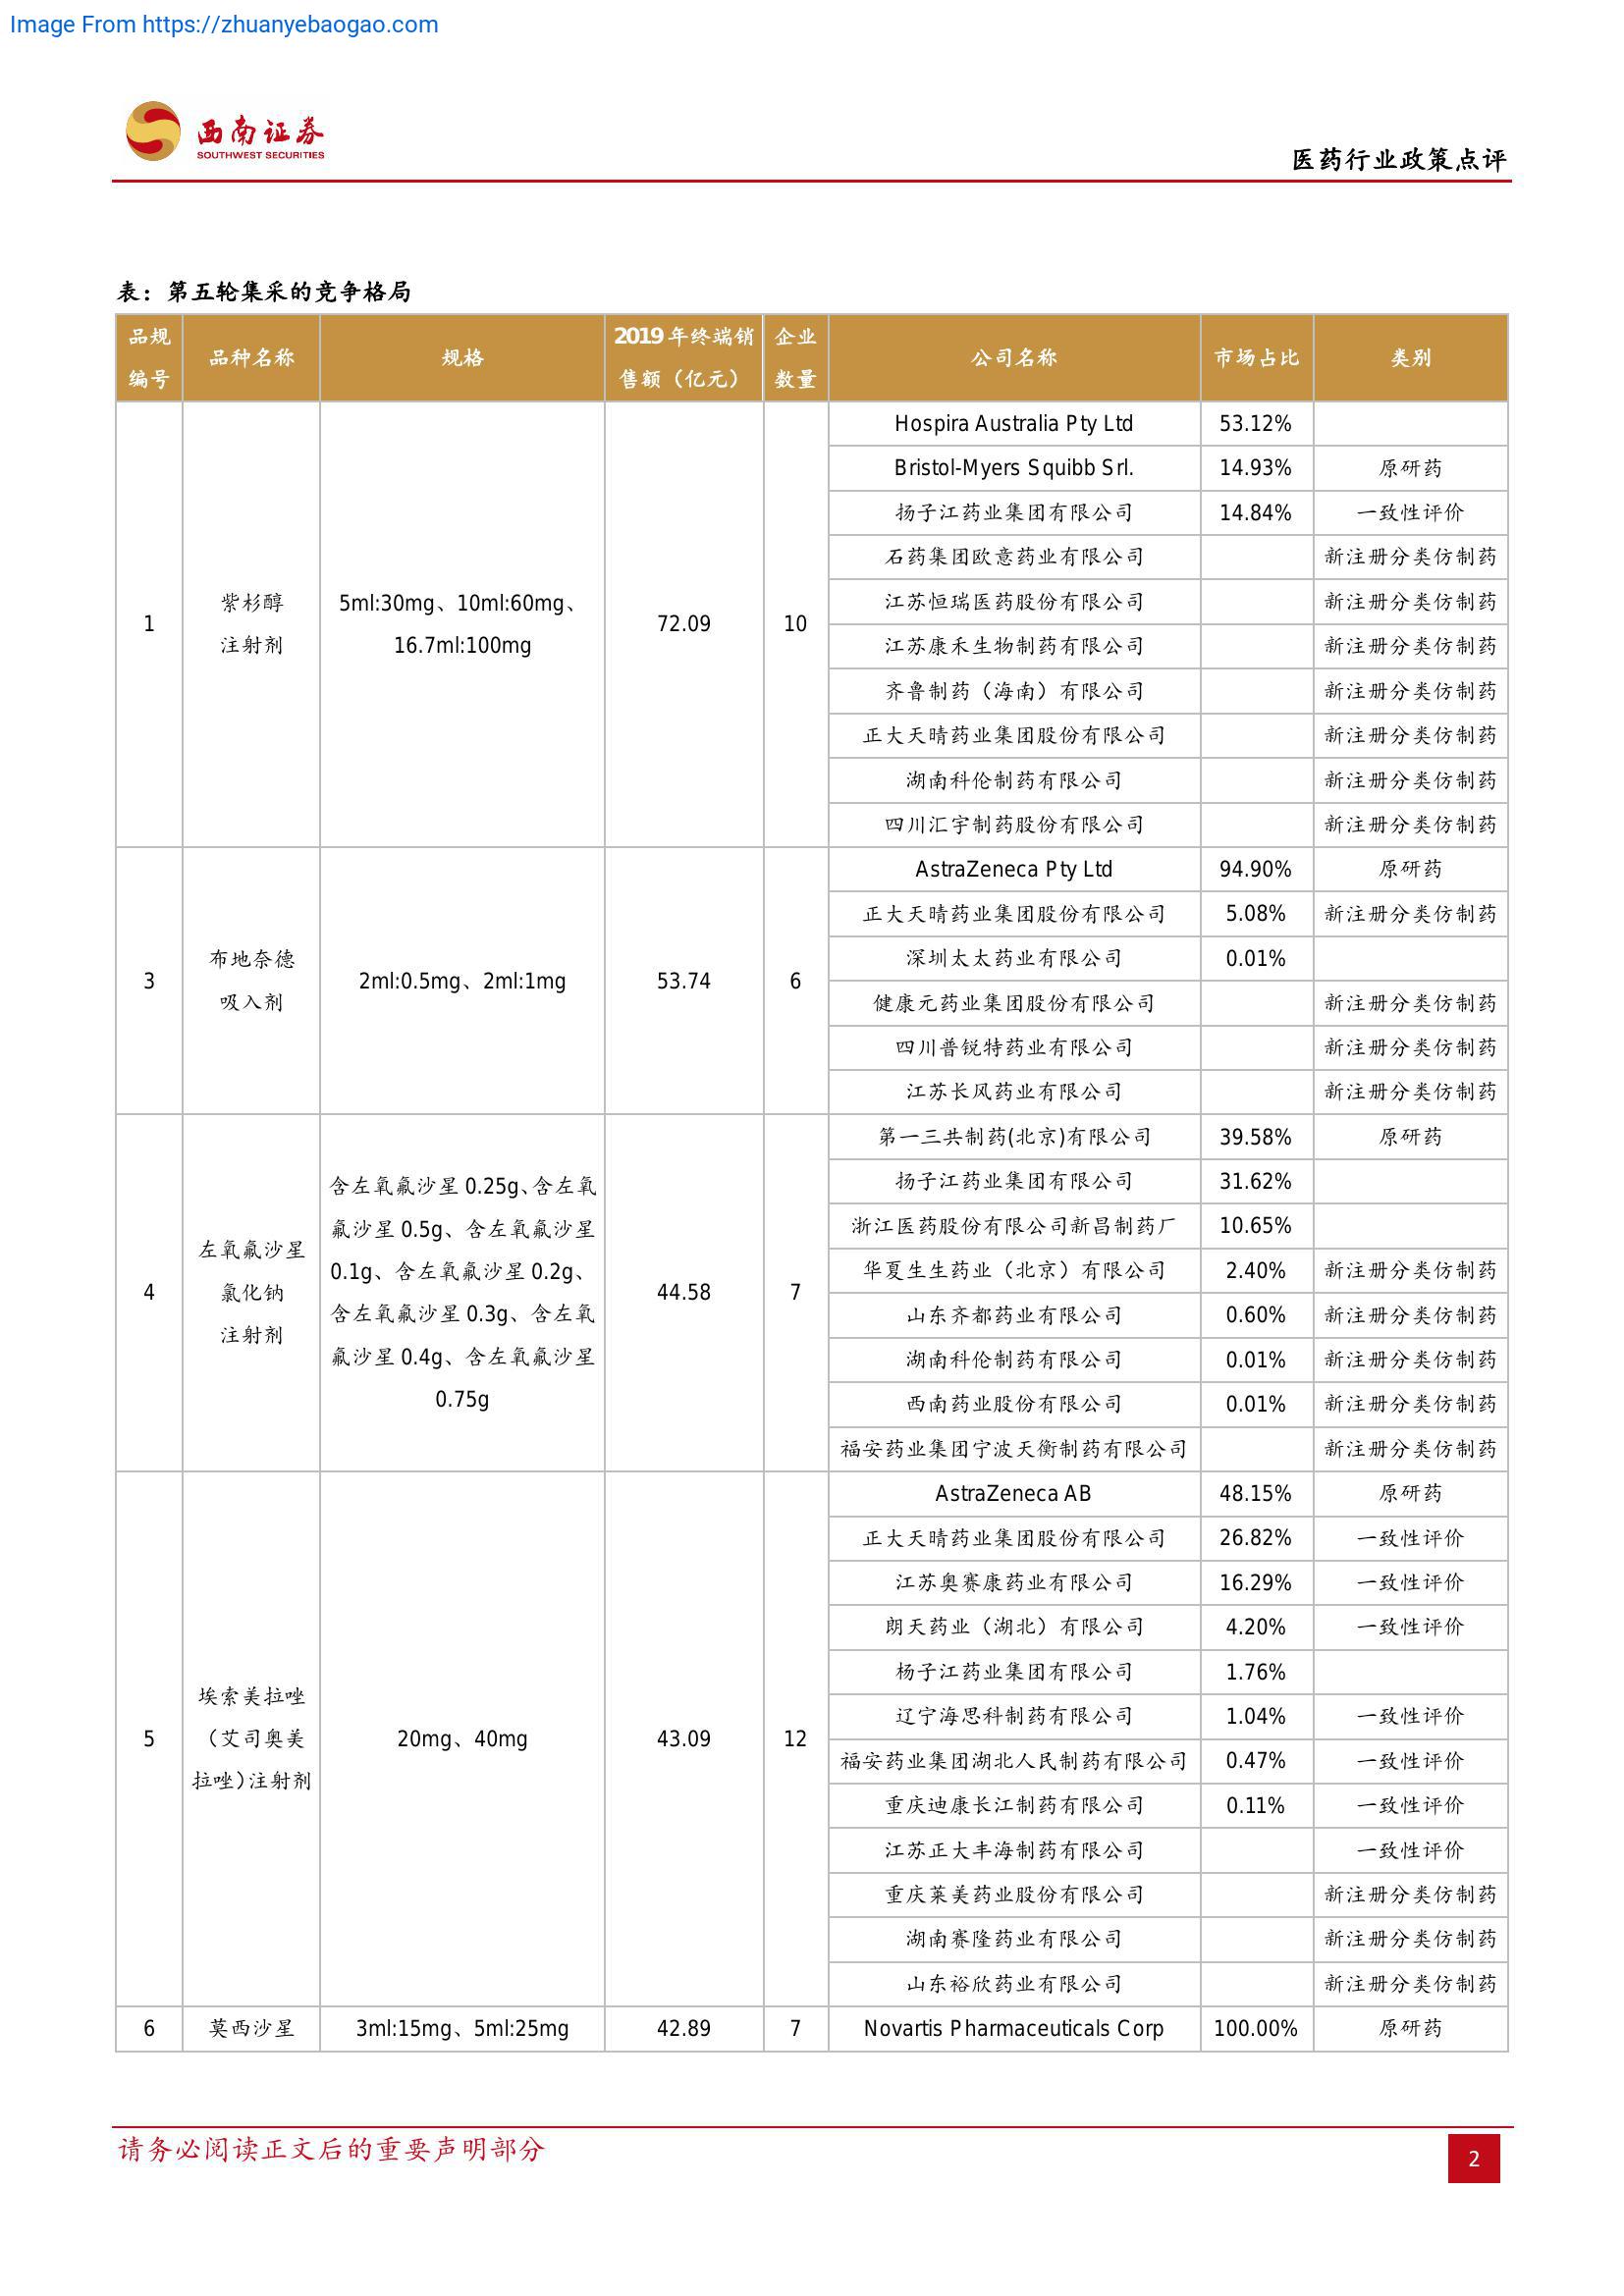 Image From https://zhuanyebaogao.com
西南证券
SOUTHWEST SECURITIES
医药行业政策点评
表：第五轮集采的竞争格局
品规编号 品种名称 规格 2019年终端销售额（亿元） 企业数量 公司名称 市场占比 类别
1 紫杉醇注射剂 5ml:30mg、10ml:60mg、16.7ml:100mg 72.09 10
Hospira Australia Pty Ltd 53.12%
Bristol-Myers Squibb Srl. 14.93% 原研药
扬子江药业集团有限公司 14.84% 一致性评价
石药集团欧意药业有限公司 新注册分类仿制药
江苏恒瑞医药股份有限公司 新注册分类仿制药
江苏康禾生物制药有限公司 新注册分类仿制药
齐鲁制药（海南）有限公司 新注册分类仿制药
正大天晴药业集团股份有限公司 新注册分类仿制药
湖南科伦制药有限公司 新注册分类仿制药
四川汇宇制药股份有限公司 新注册分类仿制药
3 布地奈德吸入剂 2ml:0.5mg、2ml:1mg 53.74 6
AstraZeneca Pty Ltd 94.90% 原研药
正大天晴药业集团股份有限公司 5.08% 新注册分类仿制药
深圳太太药业有限公司 0.01%
健康元药业集团股份有限公司 新注册分类仿制药
四川普锐特药业有限公司 新注册分类仿制药
江苏长风药业有限公司 新注册分类仿制药
4 左氧氟沙星氯化钠注射剂 含左氧氟沙星0.25g、含左氧氟沙星0.5g、含左氧氟沙星0.1g、含左氧氟沙星0.2g、含左氧氟沙星0.3g、含左氧氟沙星0.4g、含左氧氟沙星0.75g 44.58 7
第一三共制药(北京)有限公司 39.58% 原研药
扬子江药业集团有限公司 31.62%
浙江医药股份有限公司新昌制药厂 10.65%
华夏生生药业（北京）有限公司 2.40% 新注册分类仿制药
山东齐都药业有限公司 0.60% 新注册分类仿制药
湖南科伦制药有限公司 0.01% 新注册分类仿制药
西南药业股份有限公司 0.01% 新注册分类仿制药
福安药业集团宁波天衡制药有限公司 新注册分类仿制药
5 埃索美拉唑（艾司奥美拉唑)注射剂 20mg、40mg 43.09 12
AstraZeneca AB 48.15% 原研药
正大天晴药业集团股份有限公司 26.82% 一致性评价
江苏奥赛康药业有限公司 16.29% 一致性评价
朗天药业（湖北）有限公司 4.20% 一致性评价
杨子江药业集团有限公司 1.76%
辽宁海思科制药有限公司 1.04% 一致性评价
福安药业集团湖北人民制药有限公司 0.47% 一致性评价
重庆迪康长江制药有限公司 0.11% 一致性评价
江苏正大丰海制药有限公司 一致性评价
重庆莱美药业股份有限公司 新注册分类仿制药
湖南赛隆药业有限公司 新注册分类仿制药
山东裕欣药业有限公司 新注册分类仿制药
6 莫西沙星 3ml:15mg、5ml:25mg 42.89 7 Novartis Pharmaceuticals Corp 100.00% 原研药
请务必阅读正文后的重要声明部分
2